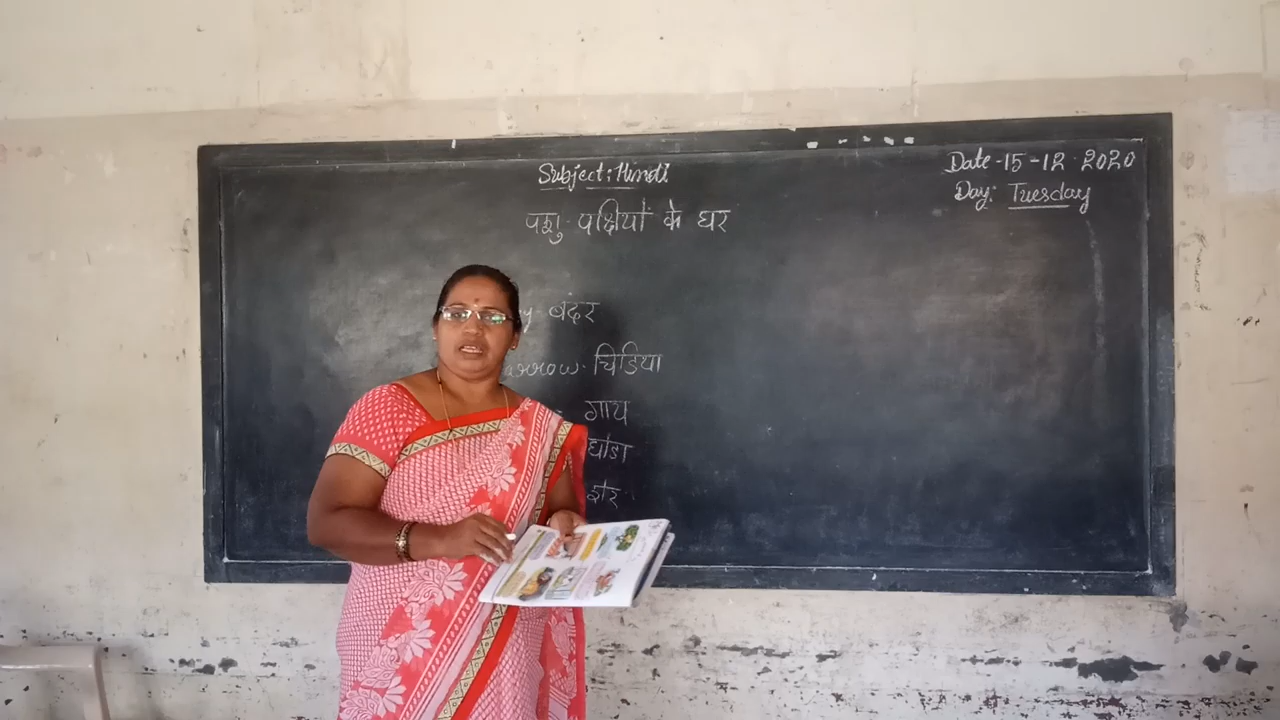 Subject: Hindi
Date - 15 - 12 - 2020
Day: Tuesday
पशु - पक्षियों के घर
बंदर
चिडिया
गाय
घोडा
शेर